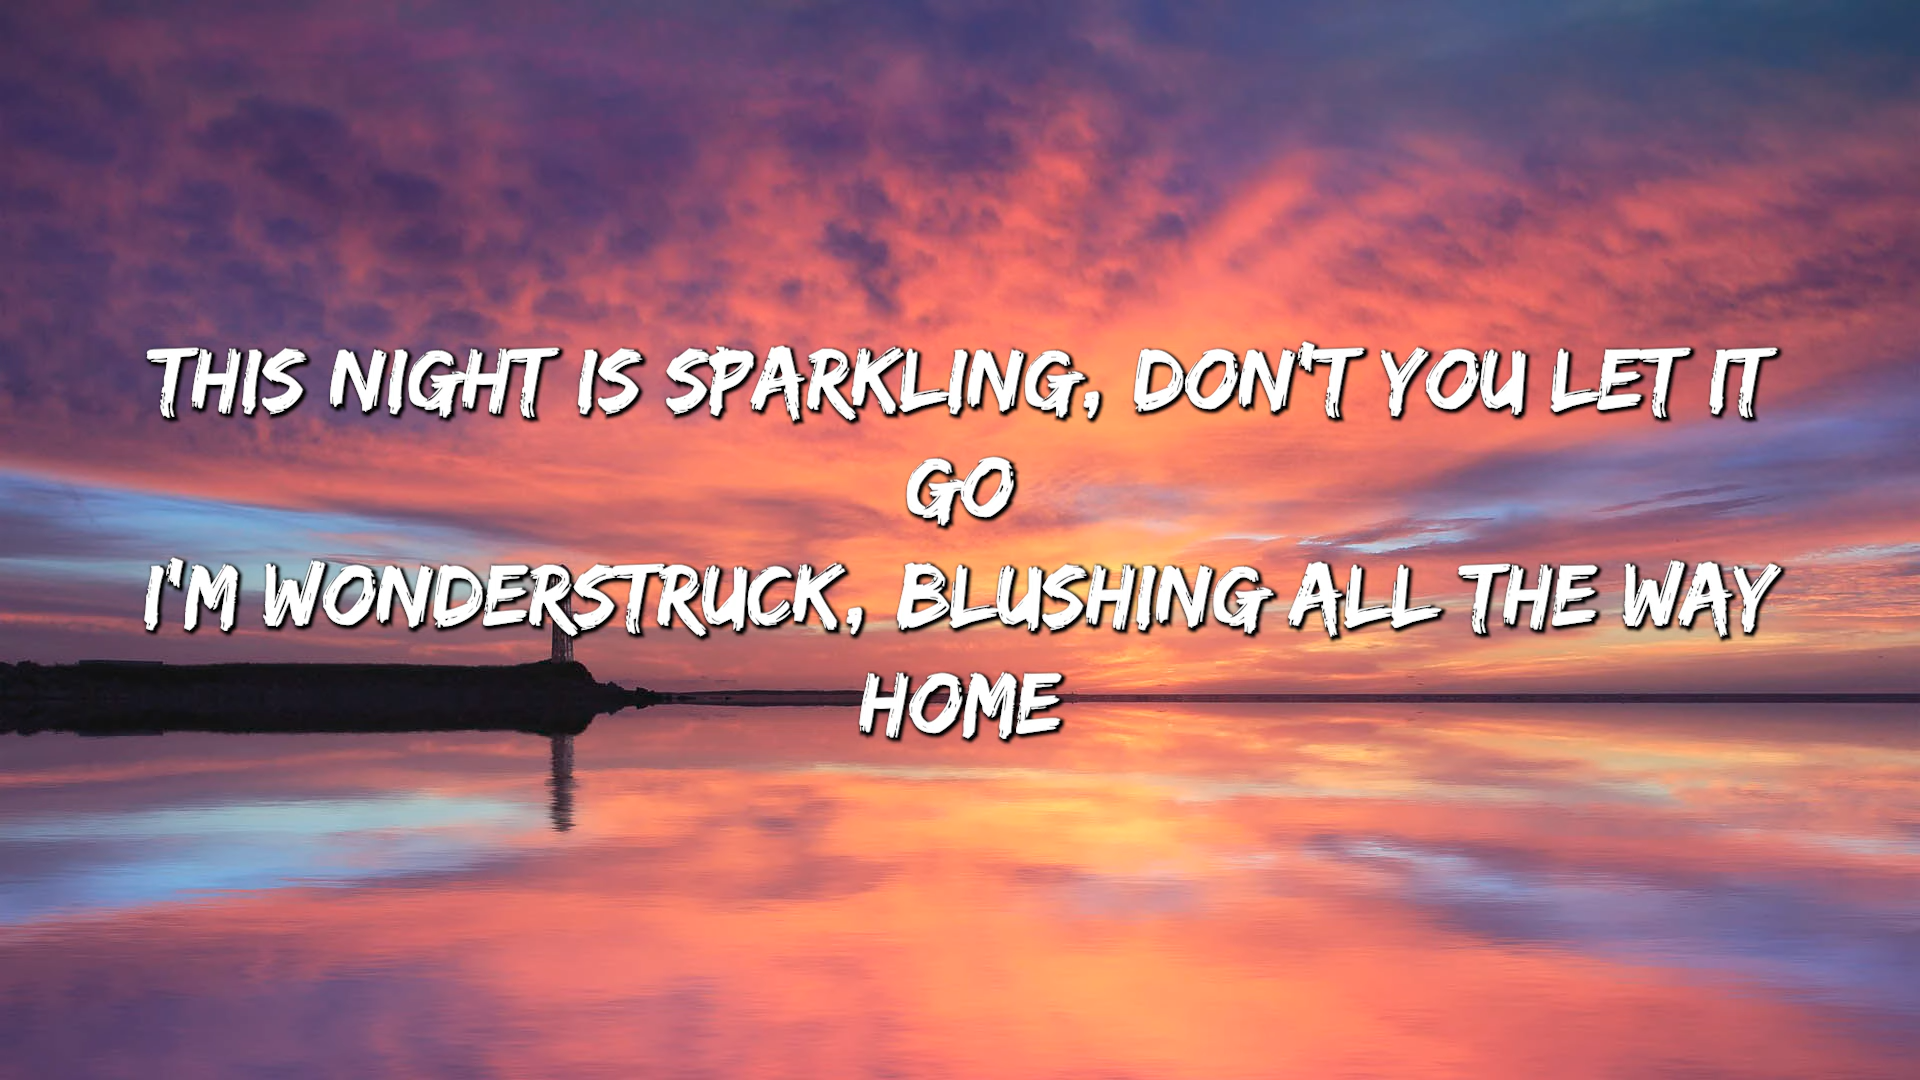 THIS NIGHT IS SPARKLING, DON'T YOU LET IT
GO
I'M WONDERSTRUCK, BLUSHING ALL THE WAY
HOME